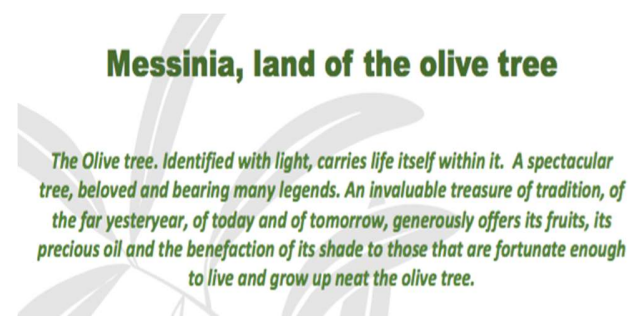 Messinia, land of the olive tree
The Olive tree. Identified with light, carries life itself within it. A spectacular
tree, beloved and bearing many legends. An invaluable treasure of tradition, of
the far yesteryear, of today and of tomorrow, generously offers its fruits, its
precious oil and the benefaction of its shade to those that are fortunate enough
to live and grow up neat the olive tree.